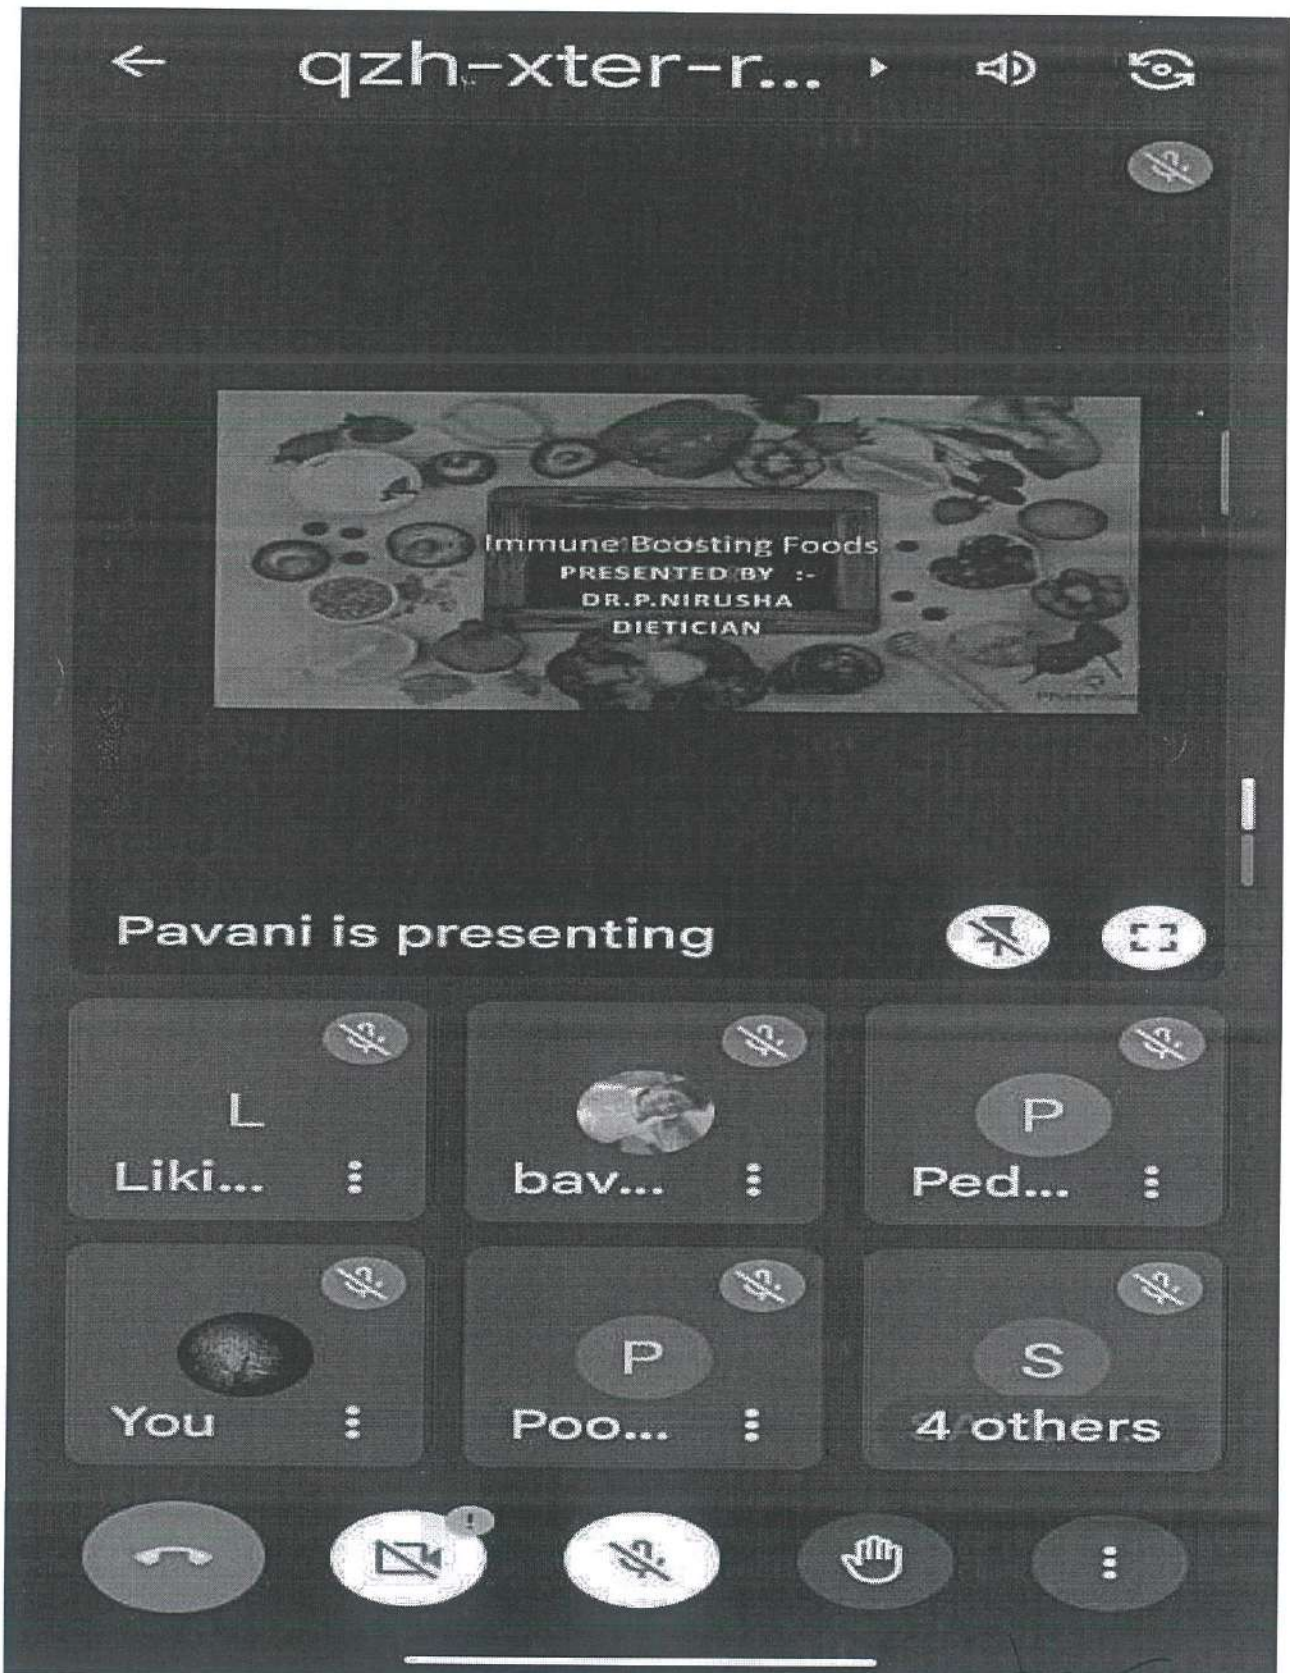 qzh-xter-r...
Immune Boosting Foods
PRESENTED BY :-
DR.P.NIRUSHA
DIETICIAN
Pavani is presenting
L
Liki...
bav...
P
Ped...
You
P
Poo...
S
4 others